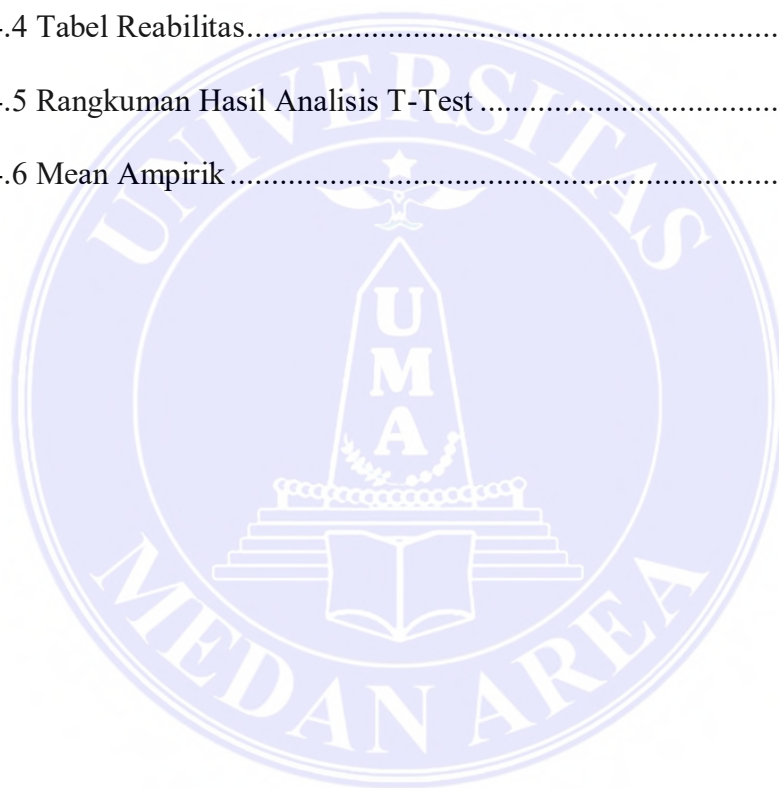 .4 Tabel Reabilitas
.5 Rangkuman Hasil Analisis T-Test
.6 Mean Ampirik
UNIVERSITAS
UMA
MEDAN AREA